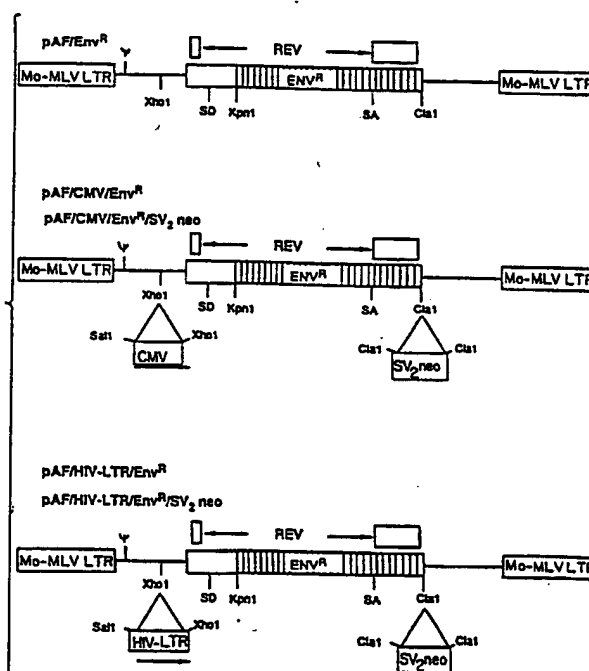 pAF/Env^R
REV
Mo-MLV LTR Ψ ENV^R Mo-MLV LTR
Xho1 SD Kpn1 SA Cla1
pAF/CMV/Env^R
pAF/CMV/Env^R/SV₂ neo
REV
Mo-MLV LTR Ψ ENV^R Mo-MLV LTR
Xho1 SD Kpn1 SA Cla1
Sal1 Xho1 Cla1 Cla1
CMV SV₂neo
pAF/HIV-LTR/Env^R
pAF/HIV-LTR/Env^R/SV₂ neo
REV
Mo-MLV LTR Ψ ENV^R Mo-MLV LTR
Xho1 SD Kpn1 SA Cla1
Sal1 Xho1 Cla1 Cla1
HIV-LTR SV₂neo